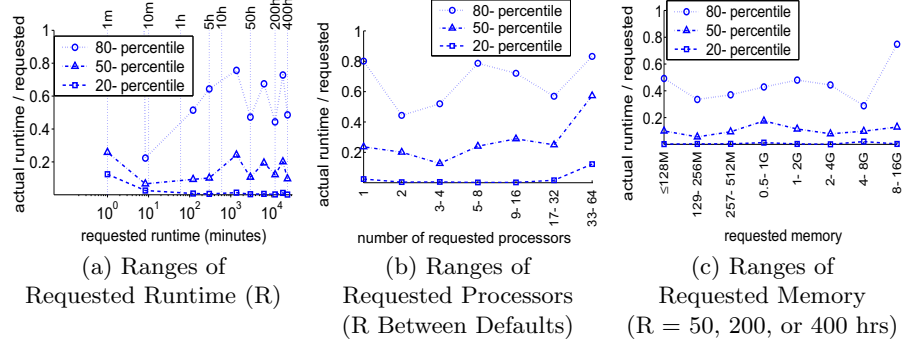 1m
10m
1h
5h
10h
50h
200h
400h
80- percentile
50- percentile
20- percentile
actual runtime / requested
1
0.8
0.6
0.4
0.2
10^0
10^1
10^2
10^3
10^4
requested runtime (minutes)
(a) Ranges of
Requested Runtime (R)
80- percentile
50- percentile
20- percentile
actual runtime / requested
1
0.8
0.6
0.4
0.2
1
2
3- 4
5- 8
9- 16
17- 32
33- 64
number of requested processors
(b) Ranges of
Requested Processors
(R Between Defaults)
80- percentile
50- percentile
20- percentile
actual runtime / requested
1
0.8
0.6
0.4
0.2
≤128M
129- 256M
257- 512M
0.5- 1G
1- 2G
2- 4G
4- 8G
8- 16G
requested memory
(c) Ranges of
Requested Memory
(R = 50, 200, or 400 hrs)